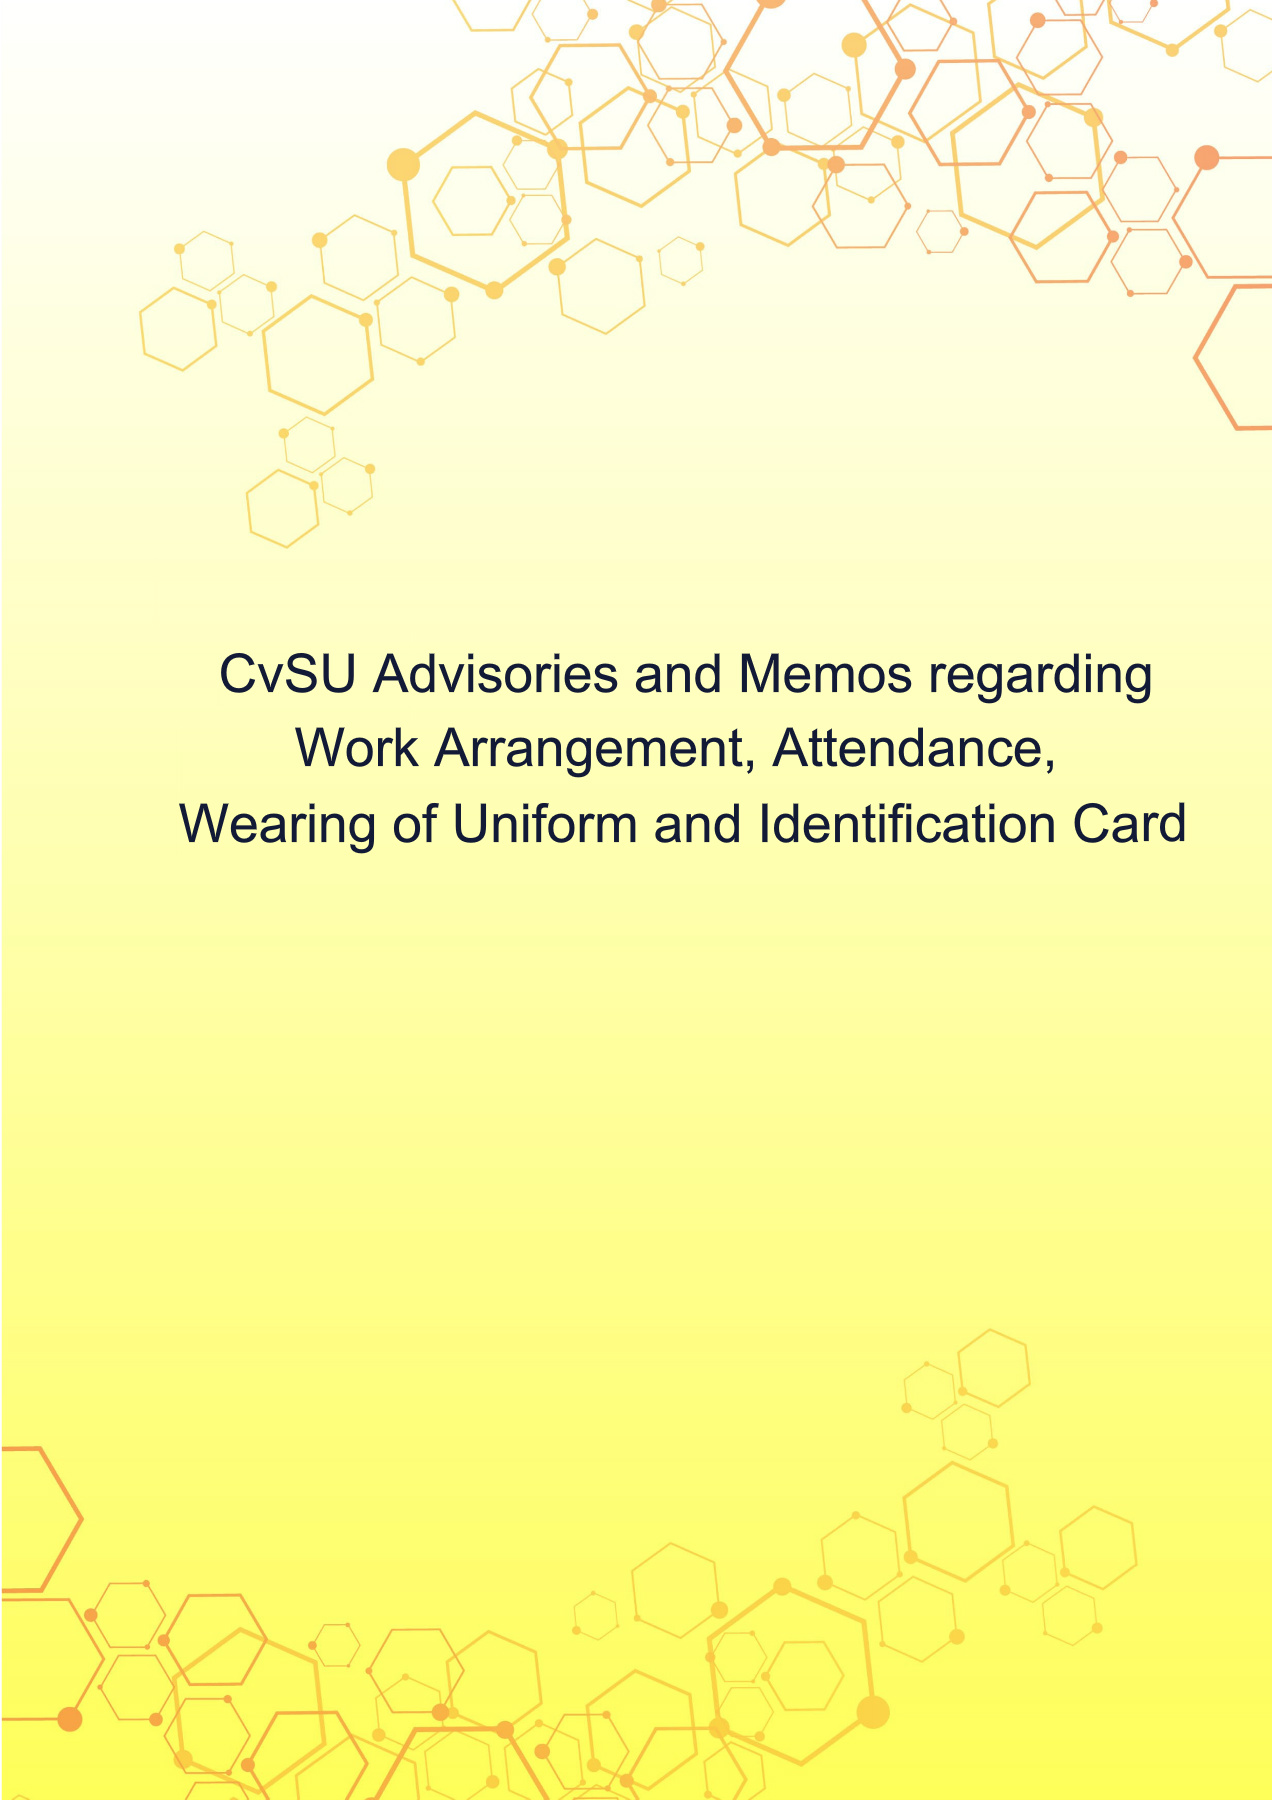 CvSU Advisories and Memos regarding
Work Arrangement, Attendance,
Wearing of Uniform and Identification Card